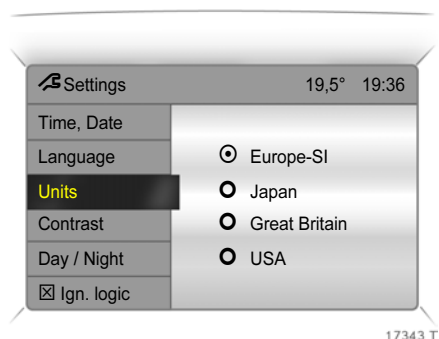 Settings 19,5° 19:36
Time, Date
Language
Units
Contrast
Day / Night
Ign. logic
Europe-SI
Japan
Great Britain
USA
17343 T